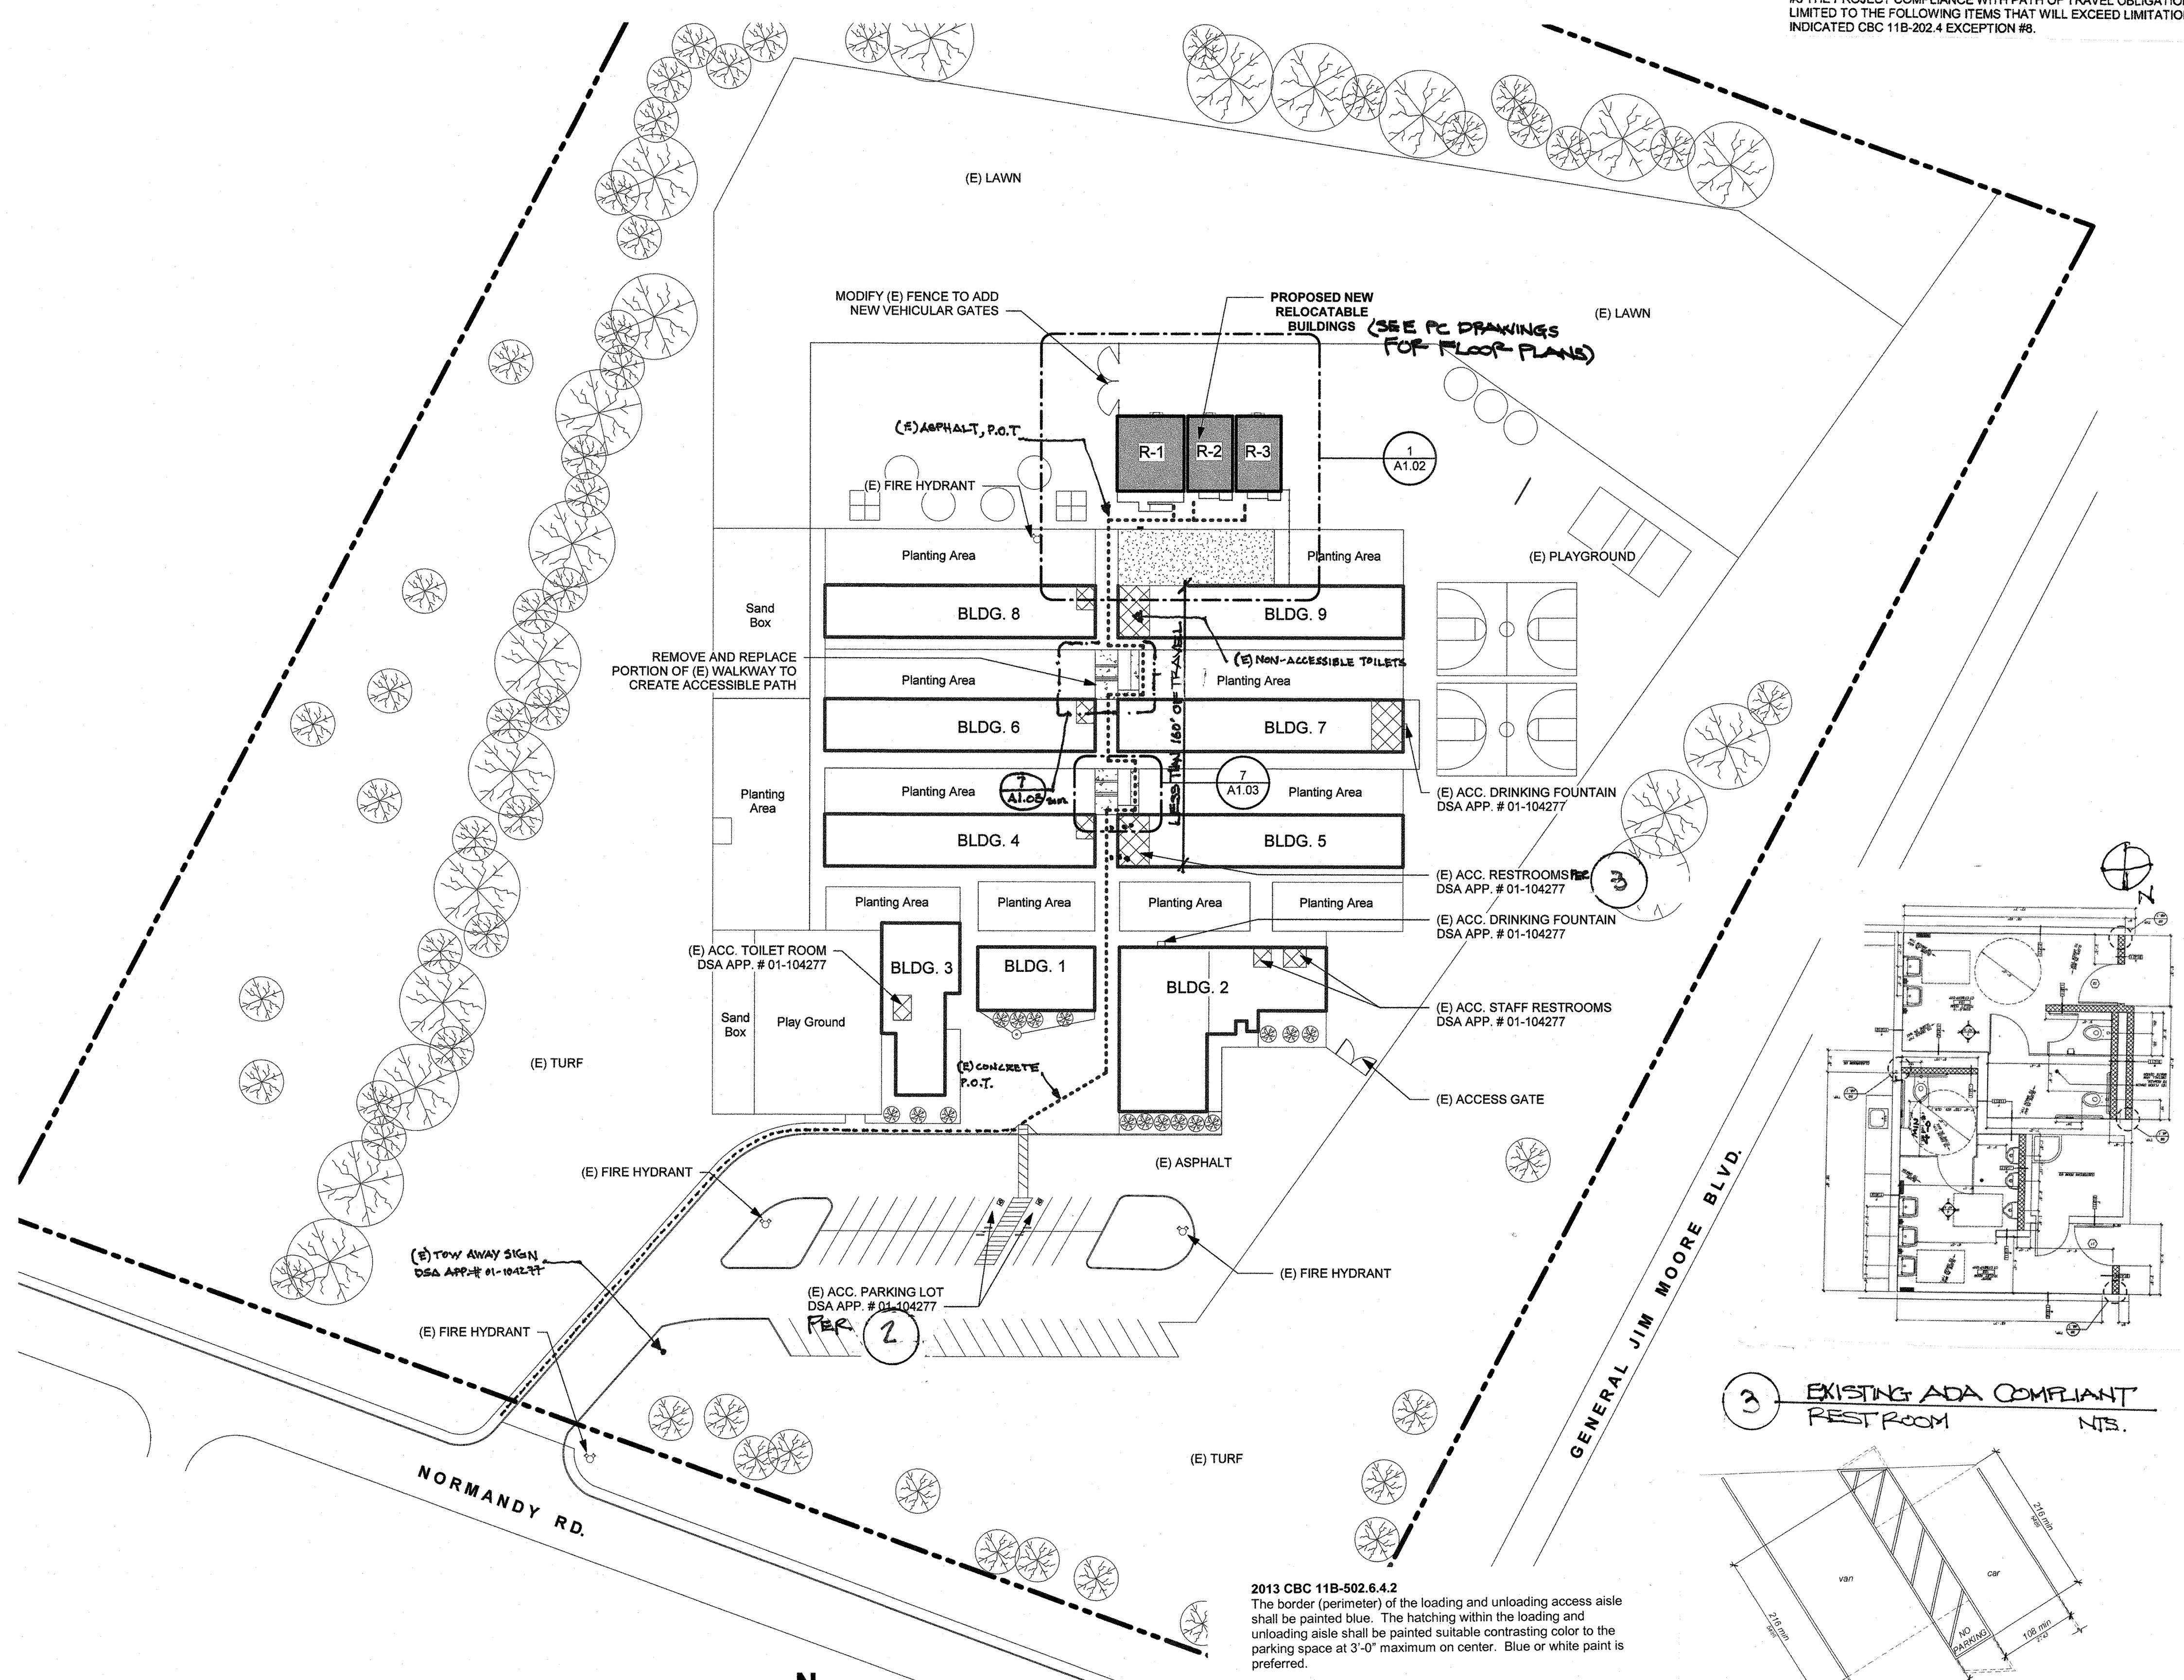 #8 THE PROJECT COMPLIANCE WITH PATH OF TRAVEL
LIMITED TO THE FOLLOWING ITEMS THAT WILL EXCEED
INDICATED CBC 11B-202.4 EXCEPTION #8.
(E) LAWN
MODIFY (E) FENCE TO ADD
NEW VEHICULAR GATES
PROPOSED NEW
RELOCATABLE
BUILDINGS
(SEE PC DRAWINGS
FOR FLOOR PLANS)
(E) LAWN
(E) ASPHALT, P.O.T
R-1
R-2
R-3
1
A1.02
(E) FIRE HYDRANT
Planting Area
Planting Area
(E) PLAYGROUND
Sand
Box
BLDG. 8
BLDG. 9
REMOVE AND REPLACE
PORTION OF (E) WALKWAY TO
CREATE ACCESSIBLE PATH
(E) NON-ACCESSIBLE TOILETS
Planting Area
Planting Area
LESS THN 160' OF TRAVEL
BLDG. 6
BLDG. 7
Planting
Area
Planting Area
7
A1.03
SIM
7
A1.03
Planting Area
(E) ACC. DRINKING FOUNTAIN
DSA APP. # 01-104277
BLDG. 4
BLDG. 5
(E) ACC. RESTROOMS PER
DSA APP. # 01-104277
3
Planting Area
Planting Area
Planting Area
Planting Area
(E) ACC. DRINKING FOUNTAIN
DSA APP. # 01-104277
N
(E) ACC. TOILET ROOM
DSA APP. # 01-104277
BLDG. 3
BLDG. 1
BLDG. 2
(E) ACC. STAFF RESTROOMS
DSA APP. # 01-104277
Sand
Box
Play Ground
(E) TURF
(E) CONCRETE
P.O.T.
(E) ACCESS GATE
(E) FIRE HYDRANT
(E) ASPHALT
(E) TOW AWAY SIGN
DSA APP.# 01-104277
(E) FIRE HYDRANT
(E) ACC. PARKING LOT
DSA APP. # 01-104277
PER
2
(E) FIRE HYDRANT
GENERAL JIM MOORE BLVD.
3
EXISTING ADA COMPLIANT
RESTROOM NTS.
(E) TURF
NORMANDY RD.
216 min
van
car
216 min
NO
PARKING
108 min
2013 CBC 11B-502.6.4.2
The border (perimeter) of the loading and unloading access aisle
shall be painted blue. The hatching within the loading and
unloading aisle shall be painted suitable contrasting color to the
parking space at 3'-0" maximum on center. Blue or white paint is
preferred.
N